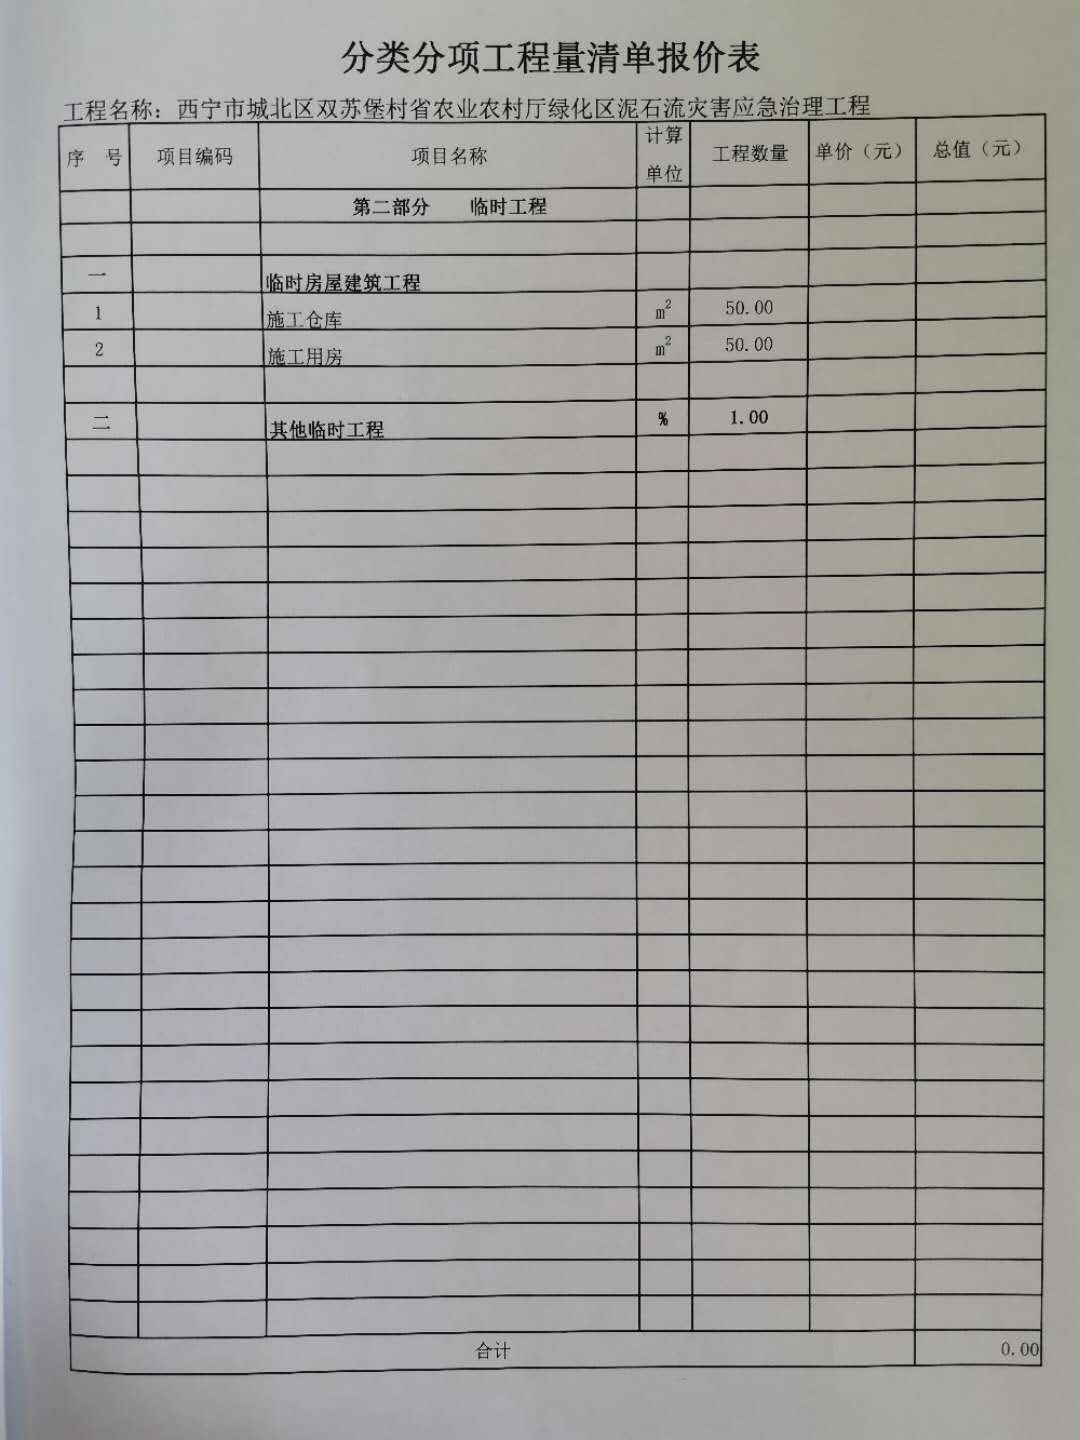 分类分项工程量清单报价表
工程名称：西宁市城北区双苏堡村省农业农村厅绿化区泥石流灾害应急治理工程
序 号 项目编码 项目名称 计算单位 工程数量 单价（元） 总值（元）
第二部分 临时工程
一 临时房屋建筑工程
1 施工仓库 m² 50.00
2 施工用房 m² 50.00
二 其他临时工程 % 1.00
合计 0.00